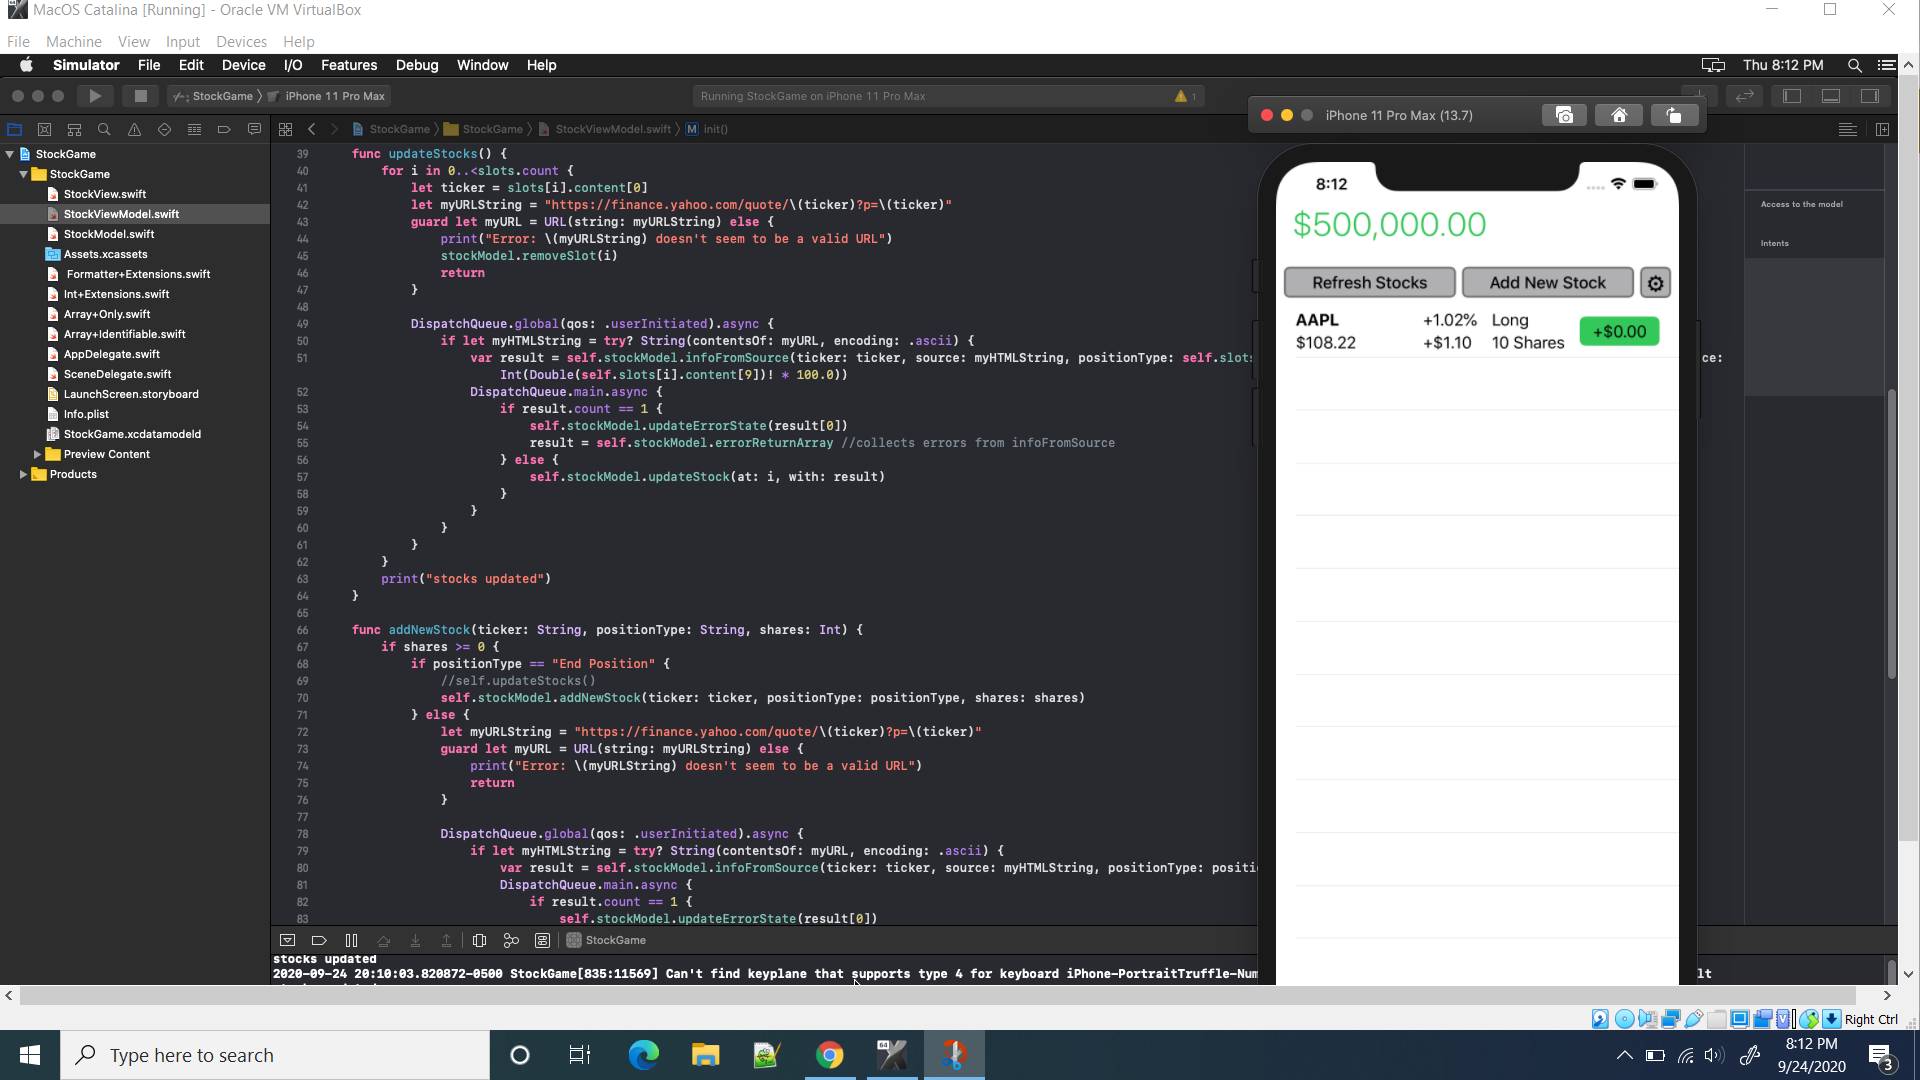 MacOS Catalina [Running] - Oracle VM VirtualBox
File Machine View Input Devices Help
Simulator File Edit Device I/O Features Debug Window Help
Thu 8:12 PM
StockGame iPhone 11 Pro Max
Running StockGame on iPhone 11 Pro Max
1
StockGame StockGame StockViewModel.swift M init()
StockGame
StockGame
StockView.swift
StockViewModel.swift
StockModel.swift
Assets.xcassets
Formatter+Extensions.swift
Int+Extensions.swift
Array+Only.swift
Array+Identifiable.swift
AppDelegate.swift
SceneDelegate.swift
LaunchScreen.storyboard
Info.plist
StockGame.xcdatamodeld
Preview Content
Products
39 func updateStocks() {
40 for i in 0..<slots.count {
41 let ticker = slots[i].content[0]
42 let myURLString = "https://finance.yahoo.com/quote/\(ticker)?p=\(ticker)"
43 guard let myURL = URL(string: myURLString) else {
44 print("Error: \(myURLString) doesn't seem to be a valid URL")
45 stockModel.removeSlot(i)
46 return
47 }
48
49 DispatchQueue.global(qos: .userInitiated).async {
50 if let myHTMLString = try? String(contentsOf: myURL, encoding: .ascii) {
51 var result = self.stockModel.infoFromSource(ticker: ticker, source: myHTMLString, positionType: self.slots
ce:
Int(Double(self.slots[i].content[9])! * 100.0))
52 DispatchQueue.main.async {
53 if result.count == 1 {
54 self.stockModel.updateErrorState(result[0])
55 result = self.stockModel.errorReturnArray //collects errors from infoFromSource
56 } else {
57 self.stockModel.updateStock(at: i, with: result)
58 }
59 }
60 }
61 }
62 }
63 print("stocks updated")
64 }
65
66 func addNewStock(ticker: String, positionType: String, shares: Int) {
67 if shares >= 0 {
68 if positionType == "End Position" {
69 //self.updateStocks()
70 self.stockModel.addNewStock(ticker: ticker, positionType: positionType, shares: shares)
71 } else {
72 let myURLString = "https://finance.yahoo.com/quote/\(ticker)?p=\(ticker)"
73 guard let myURL = URL(string: myURLString) else {
74 print("Error: \(myURLString) doesn't seem to be a valid URL")
75 return
76 }
77
78 DispatchQueue.global(qos: .userInitiated).async {
79 if let myHTMLString = try? String(contentsOf: myURL, encoding: .ascii) {
80 var result = self.stockModel.infoFromSource(ticker: ticker, source: myHTMLString, positionType: positi
81 DispatchQueue.main.async {
82 if result.count == 1 {
83 self.stockModel.updateErrorState(result[0])
StockGame
stocks updated
2020-09-24 20:10:03.820872-0500 StockGame[835:11569] Can't find keyplane that supports type 4 for keyboard iPhone-PortraitTruffle-Num
lt
iPhone 11 Pro Max (13.7)
8:12
$500,000.00
Refresh Stocks Add New Stock
AAPL +1.02% Long +$0.00
$108.22 +$1.10 10 Shares
Access to the model
Intents
Right Ctrl
Type here to search
8:12 PM
9/24/2020
3